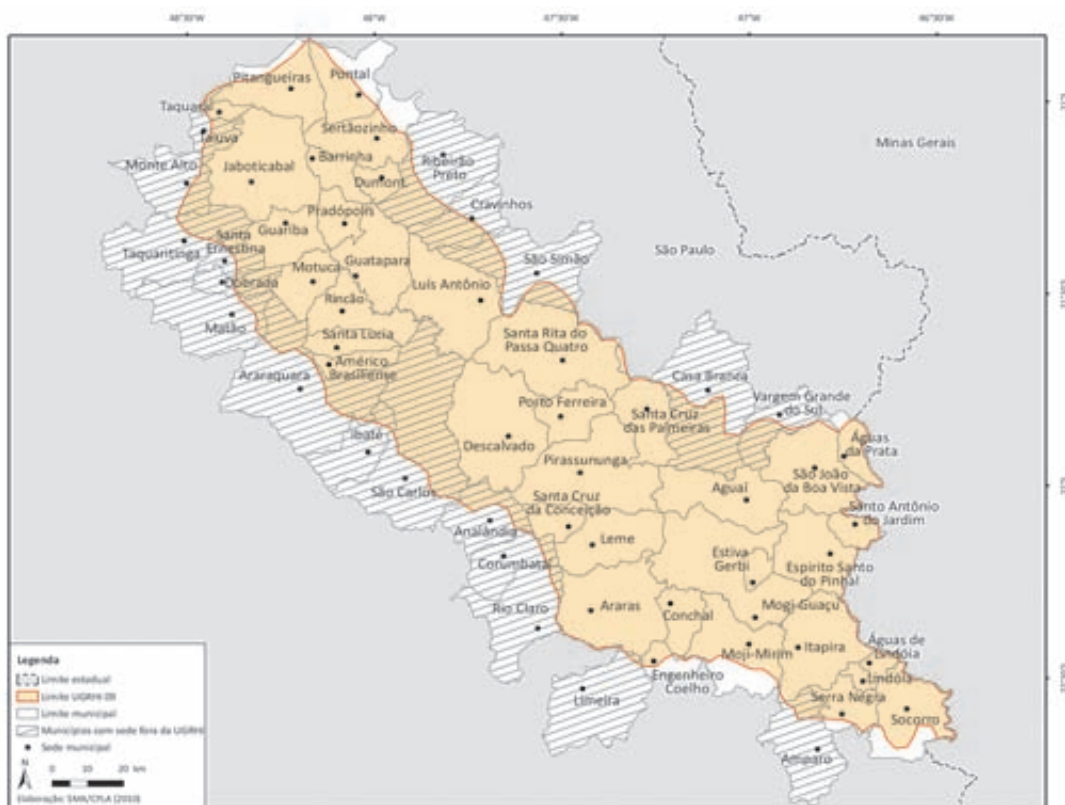 48°30'W
48°W
47°30'W
47°W
46°30'W
Pitangueiras
Pontal
Taquaral
Sertãozinho
Taiuva
Barrinha
Ribeirão
Preto
Minas Gerais
Monte Alto
Jaboticabal
Dumont
Cravinhos
Pradópolis
Guariba
Santa
Ernestina
Taquaritinga
São Simão
São Paulo
Motuca
Guatapara
Luís Antônio
Dobrada
Rincão
Matão
Santa Lúcia
Santa Rita do
Passa Quatro
Américo
Brasiliense
Araraquara
Casa Branca
Vargem Grande
do Sul
Porto Ferreira
Santa Cruz
das Palmeiras
Ibaté
Descalvado
Águas
da Prata
Pirassununga
São João
da Boa Vista
São Carlos
Aguaí
Santa Cruz
da Conceição
Santo Antônio
do Jardim
Analândia
Leme
Corumbataí
Estiva
Gerbi
Espirito Santo
do Pinhal
Rio Claro
Araras
Conchal
Mogi-Guaçu
Moji-Mirim
Itapira
Águas de
Lindóia
Engenheiro
Coelho
Lindóia
Limeira
Serra Negra
Socorro
Amparo
Legenda
Limite estadual
Limite UGRHI 09
Limite municipal
Municípios com sede fora da UGRHI
Sede municipal
N
0 10 20 km
Elaboração: SMA/CPLA (2010)